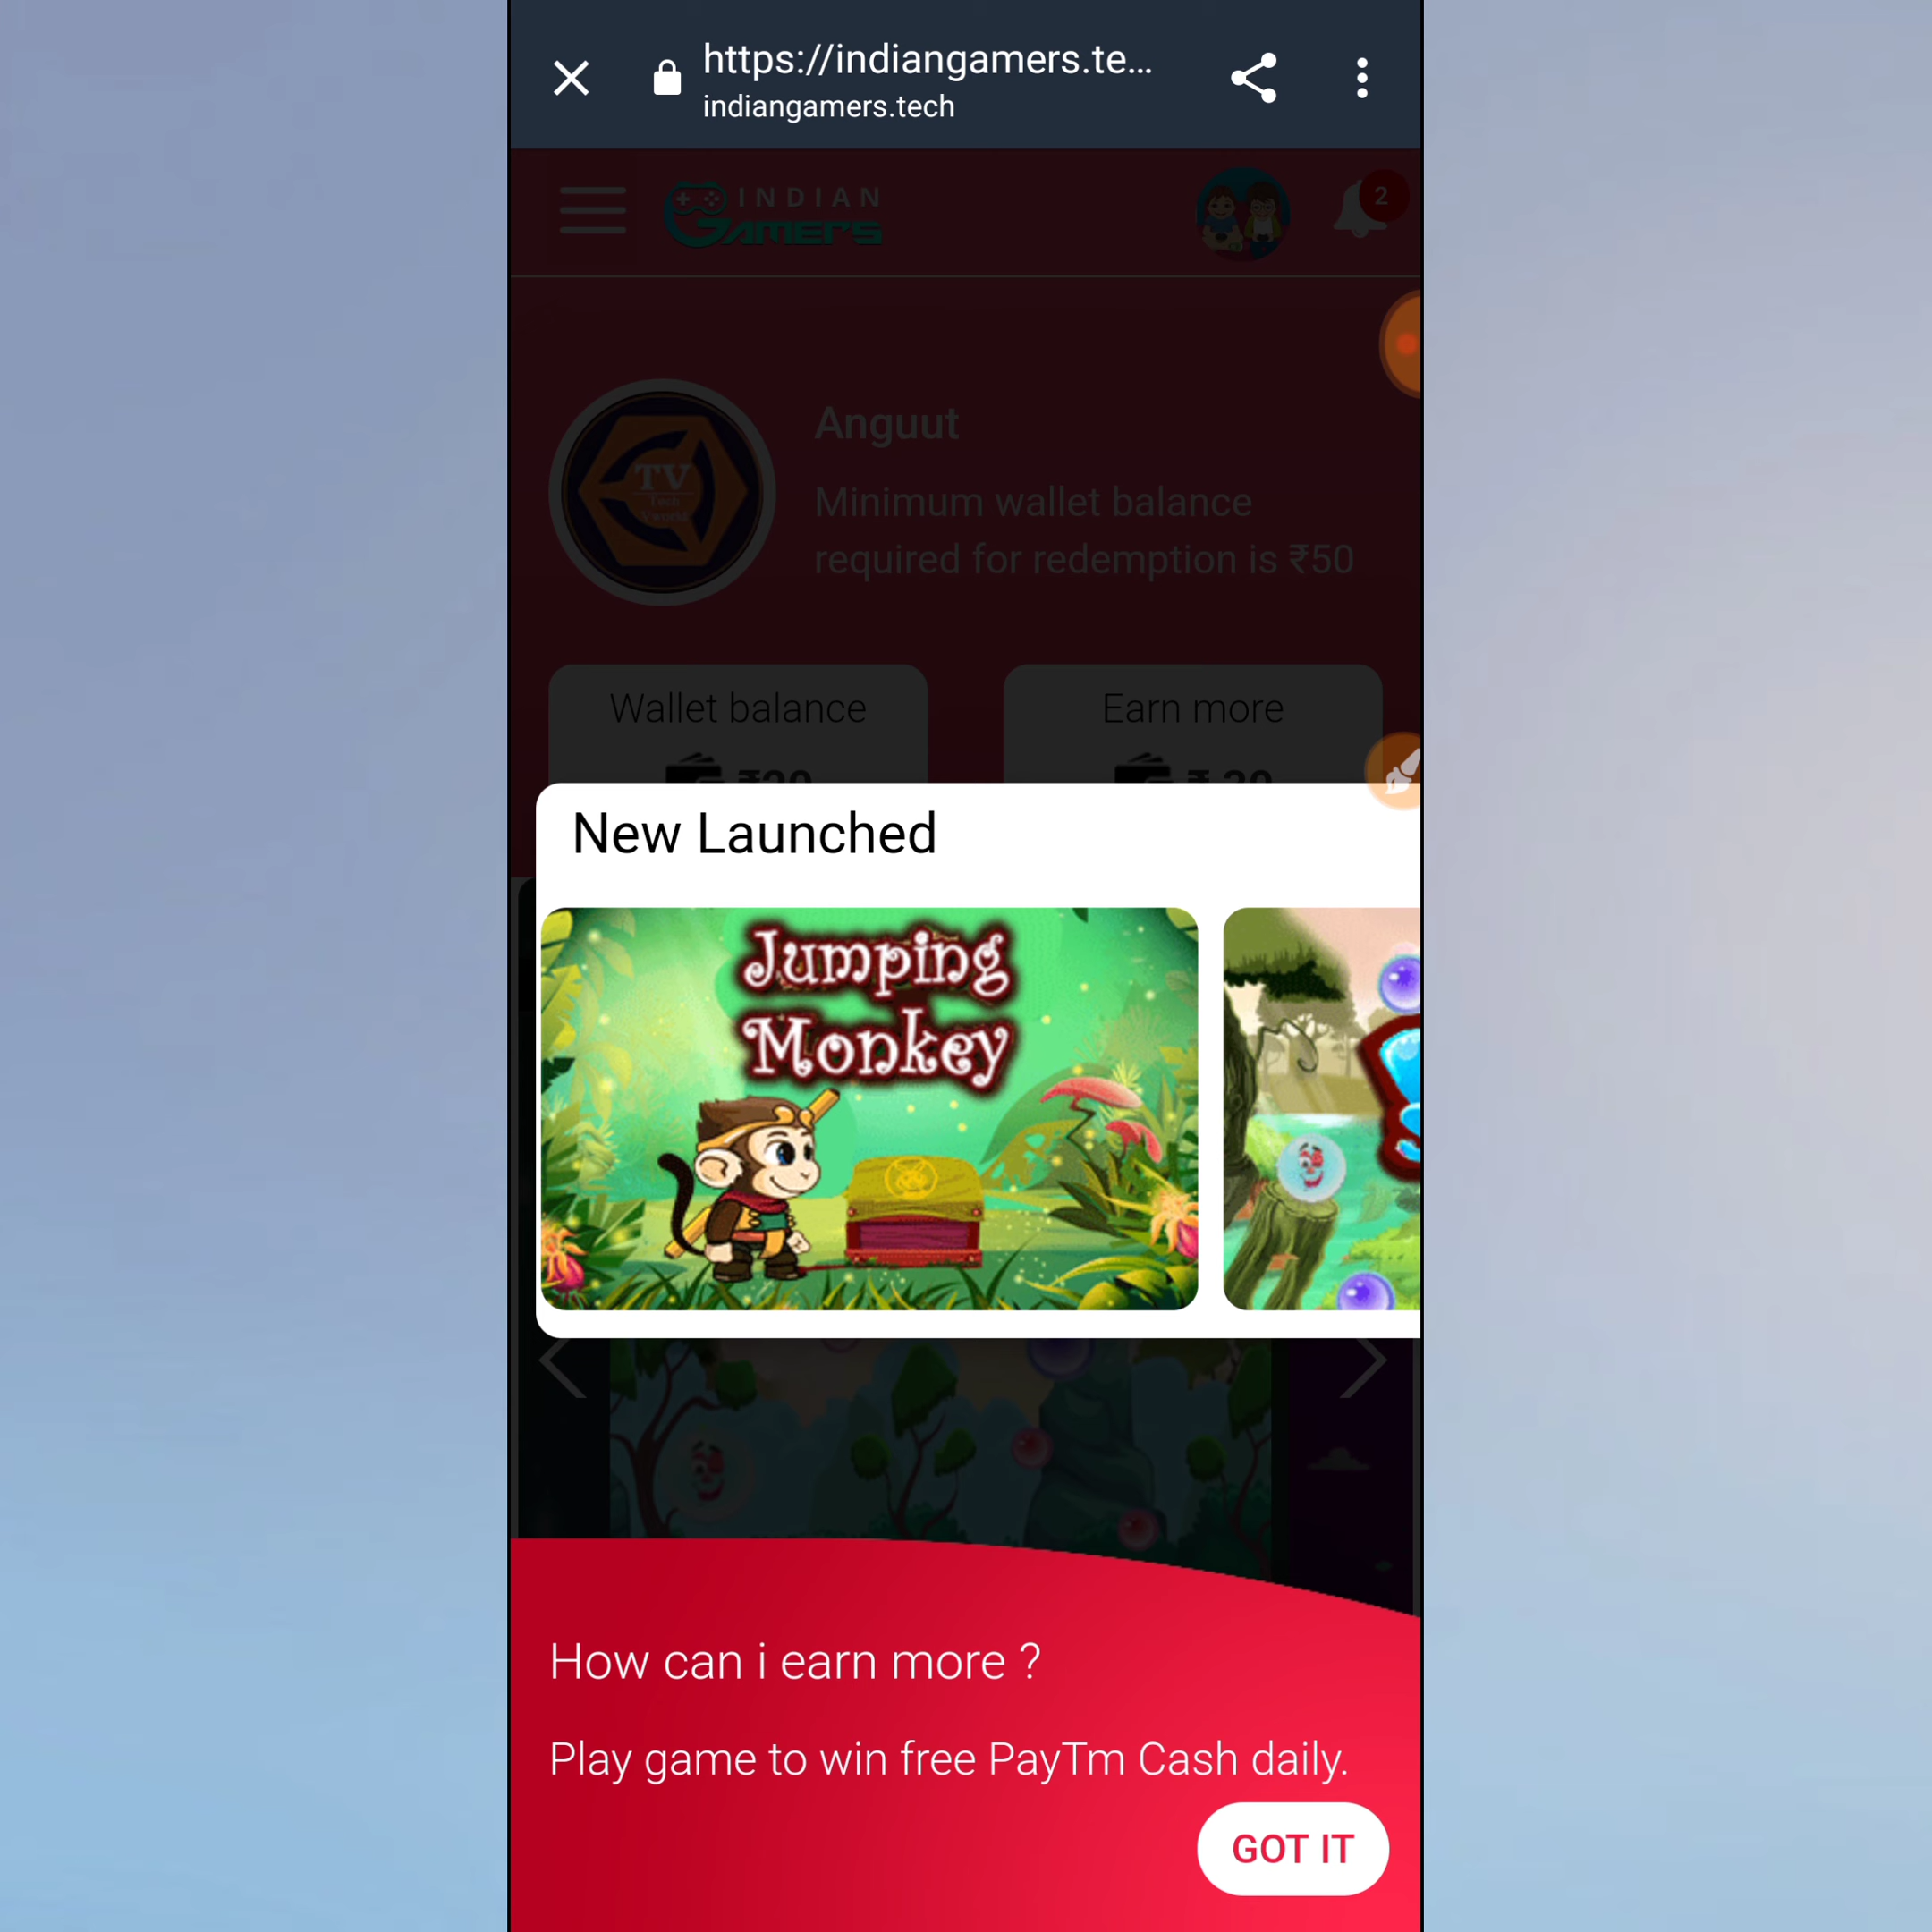 https://indiangamers.te...
indiangamers.tech
INDIAN
GAMERS
2
Anguut
TV
Tech
Minimum wallet balance
required for redemption is ₹50
Wallet balance
Earn more
New Launched
Jumping
Monkey
How can i earn more ?
Play game to win free PayTm Cash daily.
GOT IT